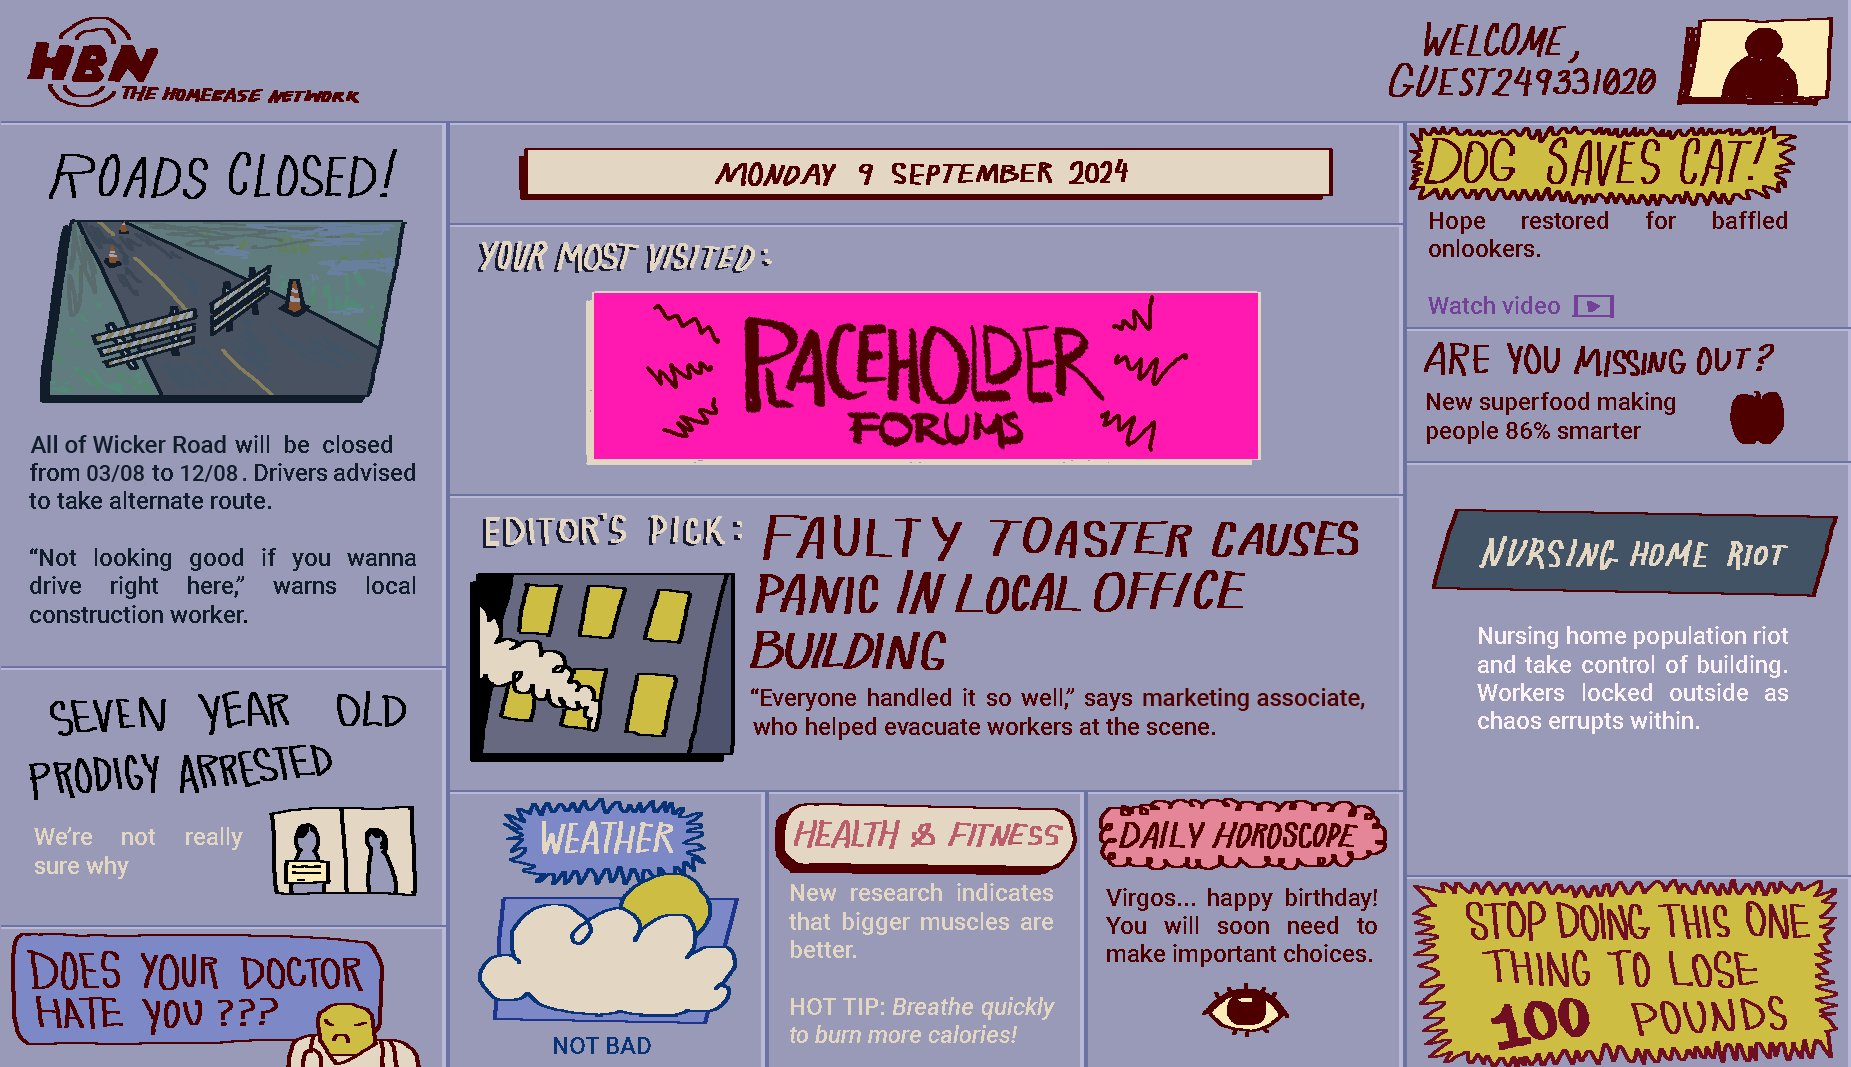 HBN
THE HOMEBASE NETWORK
WELCOME,
GUEST249331020
ROADS CLOSED!
All of Wicker Road will be closed
from 03/08 to 12/08. Drivers advised
to take alternate route.
“Not looking good if you wanna
drive right here,” warns local
construction worker.
SEVEN YEAR OLD
PRODIGY ARRESTED
We’re not really
sure why
DOES YOUR DOCTOR
HATE YOU ???
MONDAY 9 SEPTEMBER 2024
YOUR MOST VISITED:
PLACEHOLDER
FORUMS
EDITOR'S PICK:
FAULTY TOASTER CAUSES
PANIC IN LOCAL OFFICE
BUILDING
“Everyone handled it so well,” says marketing associate,
who helped evacuate workers at the scene.
WEATHER
NOT BAD
HEALTH & FITNESS
New research indicates
that bigger muscles are
better.
HOT TIP: Breathe quickly
to burn more calories!
DAILY HOROSCOPE
Virgos... happy birthday!
You will soon need to
make important choices.
DOG SAVES CAT!
Hope restored for baffled
onlookers.
Watch video
ARE YOU MISSING OUT?
New superfood making
people 86% smarter
NURSING HOME RIOT
Nursing home population riot
and take control of building.
Workers locked outside as
chaos errupts within.
STOP DOING THIS ONE
THING TO LOSE
100 POUNDS